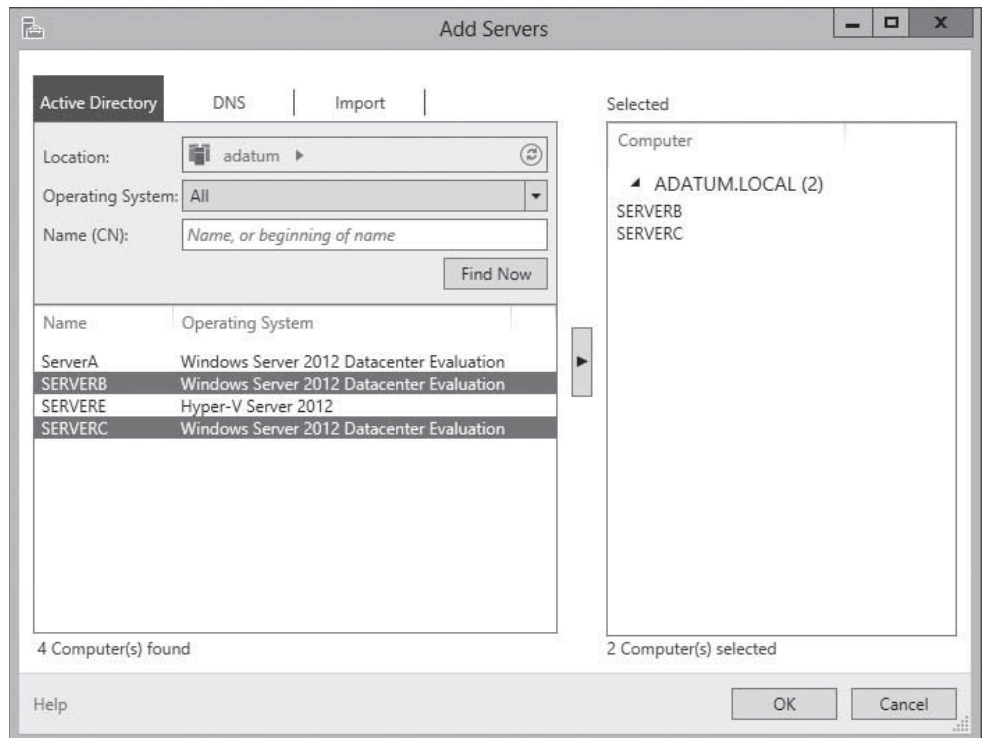 Add Servers
Active Directory
DNS
Import
Location:
adatum
Operating System:
All
Name (CN):
Name, or beginning of name
Find Now
Name Operating System
ServerA Windows Server 2012 Datacenter Evaluation
SERVERB Windows Server 2012 Datacenter Evaluation
SERVERE Hyper-V Server 2012
SERVERC Windows Server 2012 Datacenter Evaluation
4 Computer(s) found
Selected
Computer
ADATUM.LOCAL (2)
SERVERB
SERVERC
2 Computer(s) selected
Help
OK
Cancel